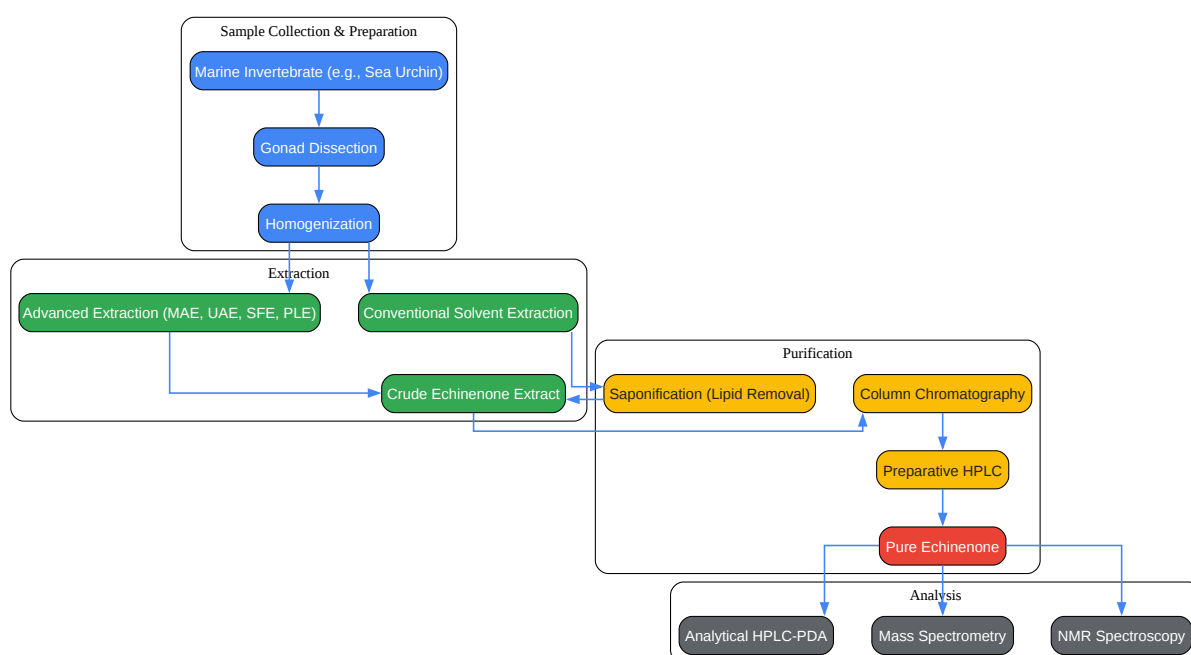 Sample Collection & Preparation
Marine Invertebrate (e.g., Sea Urchin)
Gonad Dissection
Homogenization
Extraction
Advanced Extraction (MAE, UAE, SFE, PLE)
Conventional Solvent Extraction
Crude Echinenone Extract
Purification
Saponification (Lipid Removal)
Column Chromatography
Preparative HPLC
Pure Echinenone
Analysis
Analytical HPLC-PDA
Mass Spectrometry
NMR Spectroscopy